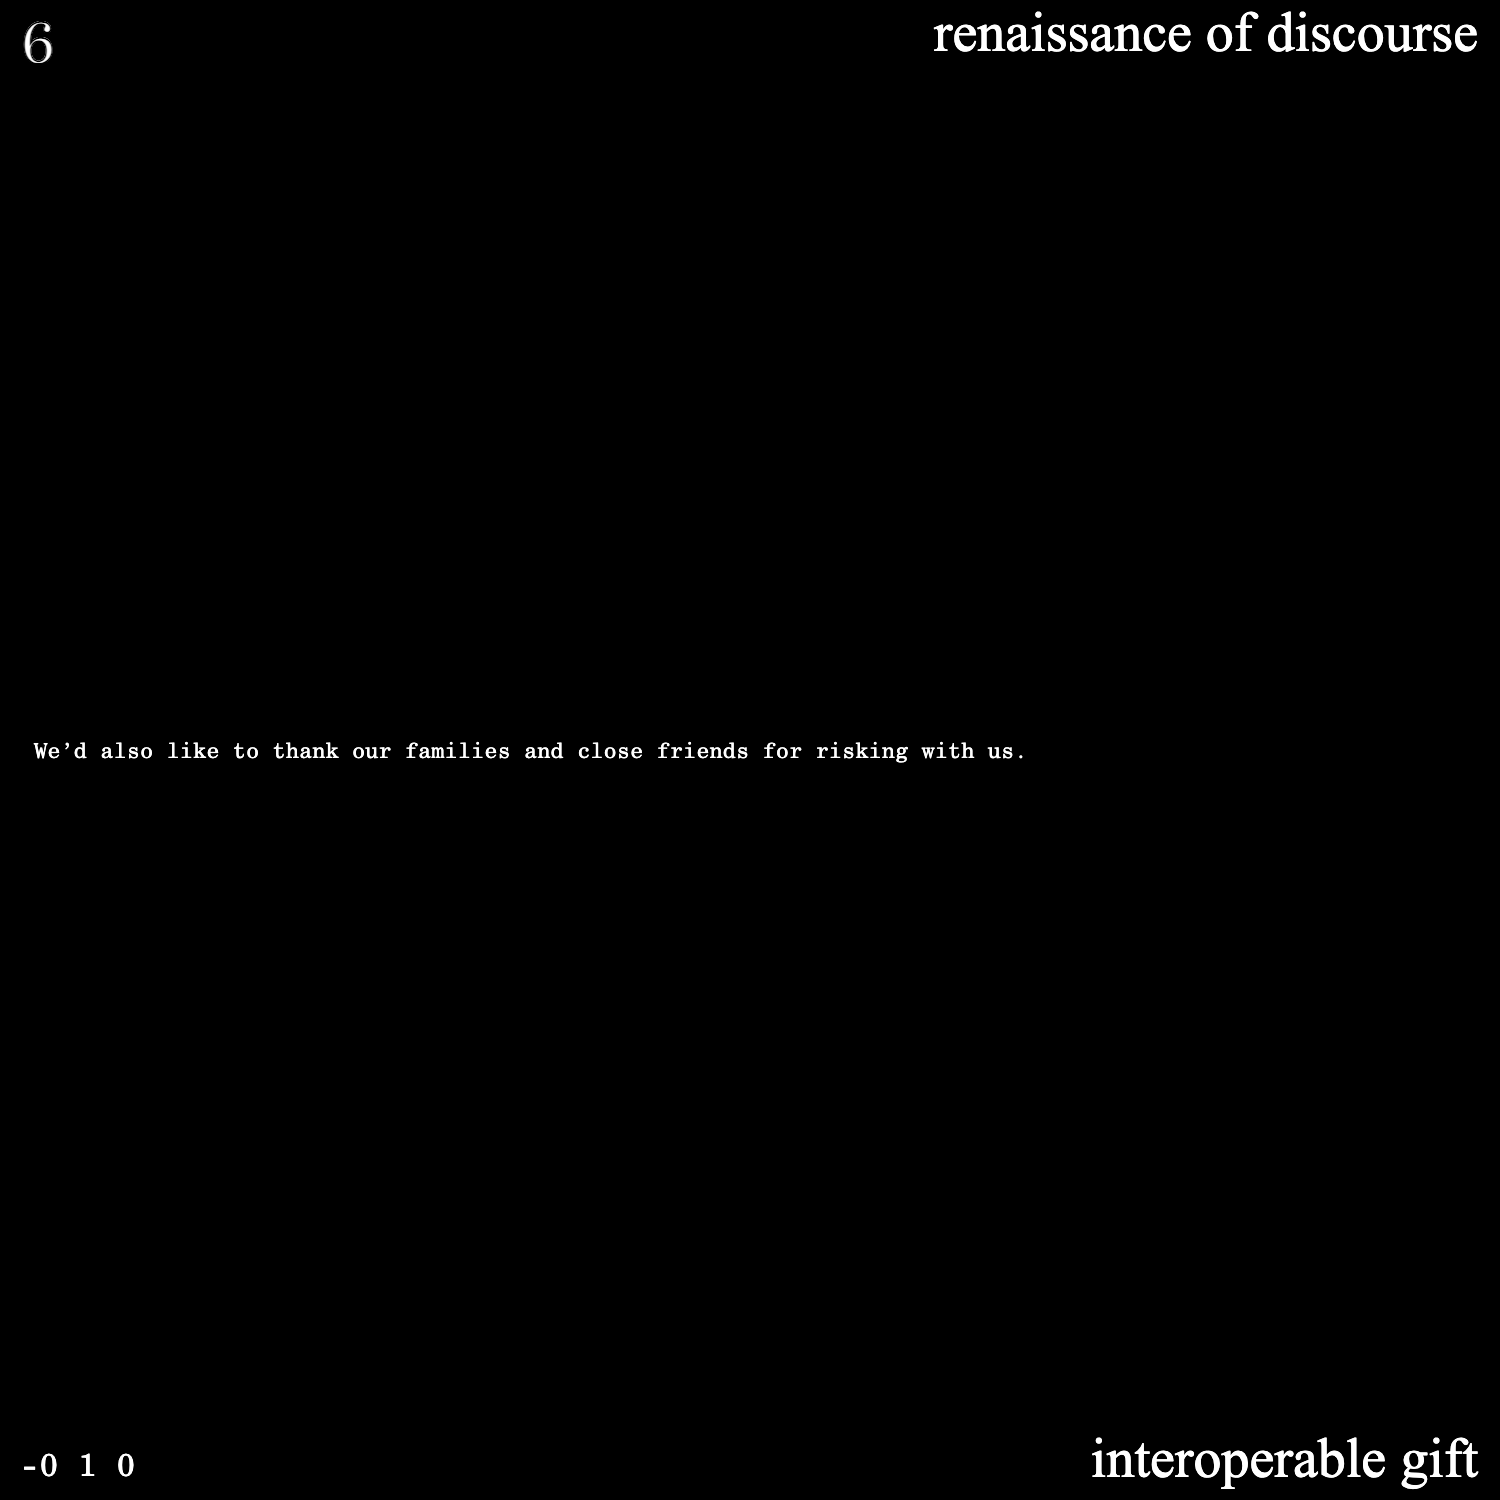 6
renaissance of discourse
We’d also like to thank our families and close friends for risking with us.
-0 1 0
interoperable gift